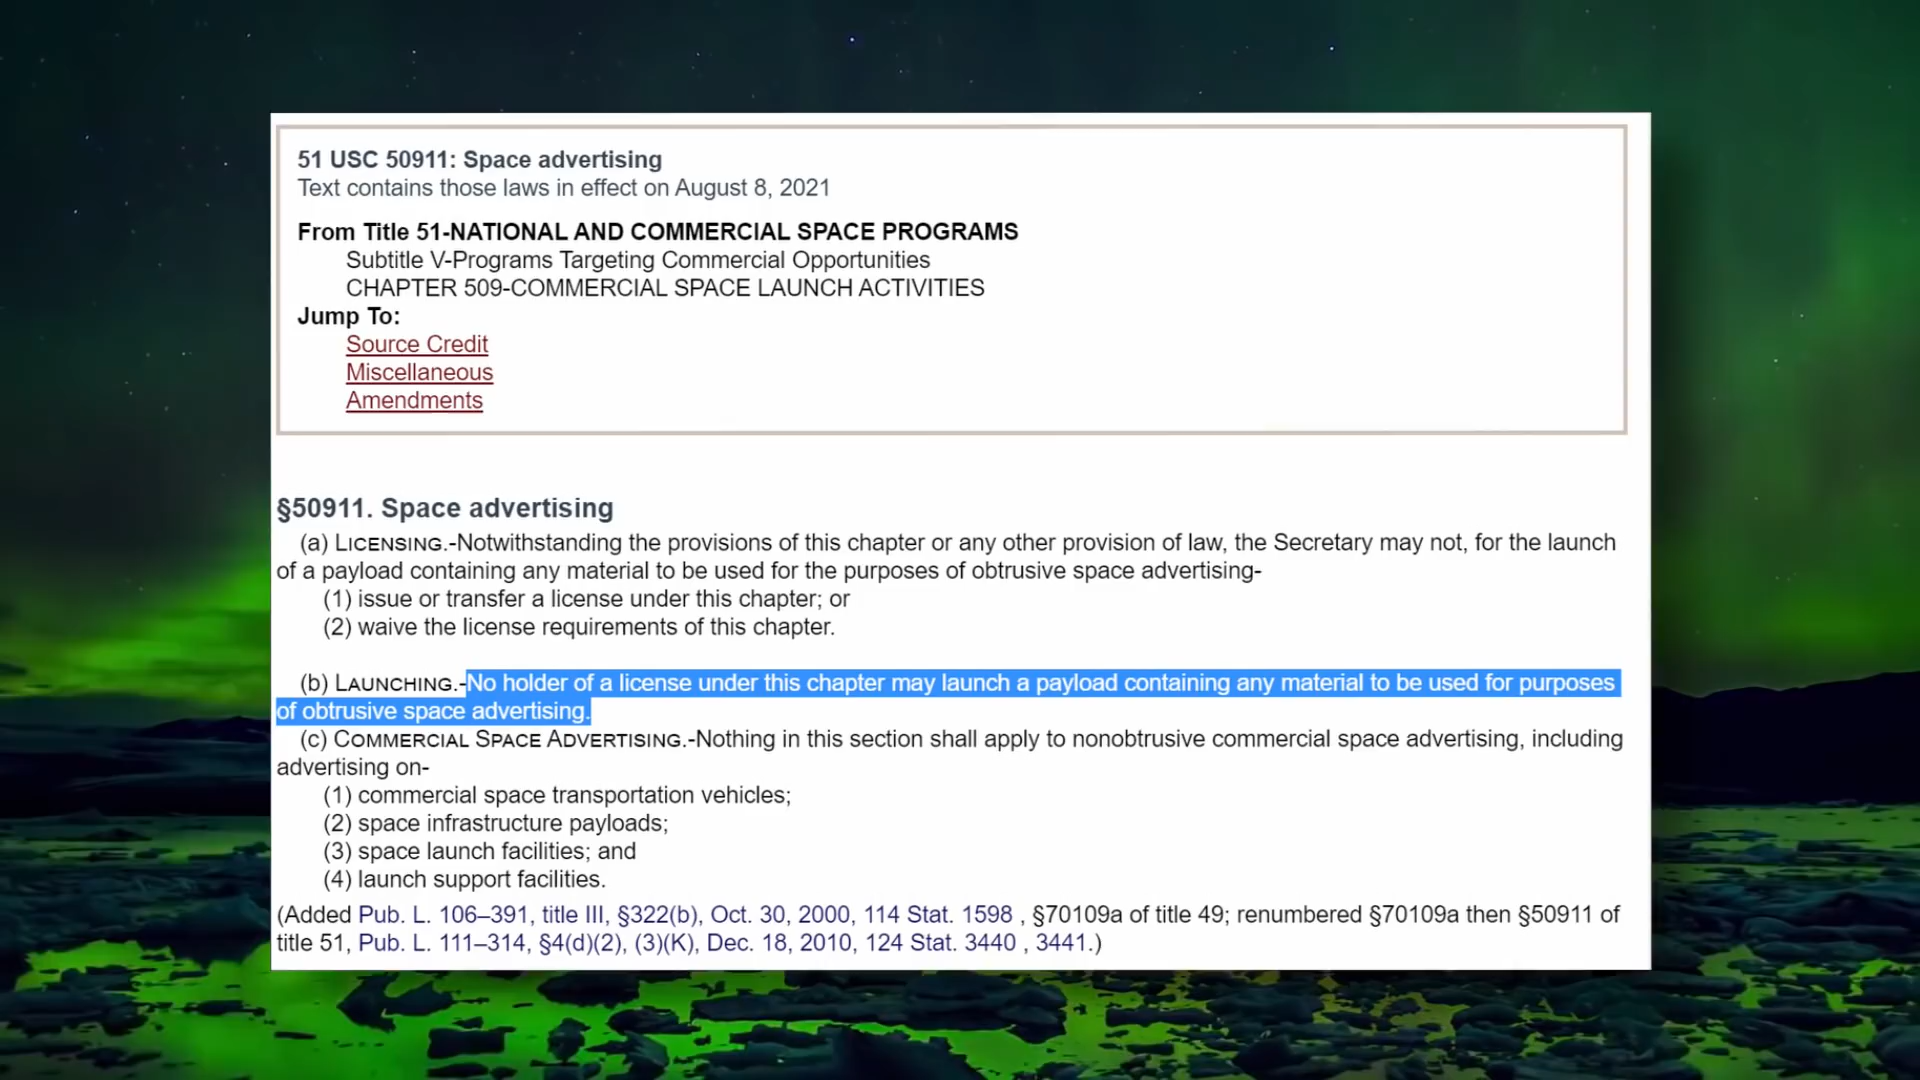 51 USC 50911: Space advertising
Text contains those laws in effect on August 8, 2021
From Title 51-NATIONAL AND COMMERCIAL SPACE PROGRAMS
Subtitle V-Programs Targeting Commercial Opportunities
CHAPTER 509-COMMERCIAL SPACE LAUNCH ACTIVITIES
Jump To:
Source Credit
Miscellaneous
Amendments
§50911. Space advertising
(a) LICENSING.-Notwithstanding the provisions of this chapter or any other provision of law, the Secretary may not, for the launch
of a payload containing any material to be used for the purposes of obtrusive space advertising-
(1) issue or transfer a license under this chapter; or
(2) waive the license requirements of this chapter.
(b) LAUNCHING.-No holder of a license under this chapter may launch a payload containing any material to be used for purposes
of obtrusive space advertising.
(c) COMMERCIAL SPACE ADVERTISING.-Nothing in this section shall apply to nonobtrusive commercial space advertising, including
advertising on-
(1) commercial space transportation vehicles;
(2) space infrastructure payloads;
(3) space launch facilities; and
(4) launch support facilities.
(Added Pub. L. 106–391, title III, §322(b), Oct. 30, 2000, 114 Stat. 1598 , §70109a of title 49; renumbered §70109a then §50911 of
title 51, Pub. L. 111–314, §4(d)(2), (3)(K), Dec. 18, 2010, 124 Stat. 3440 , 3441.)